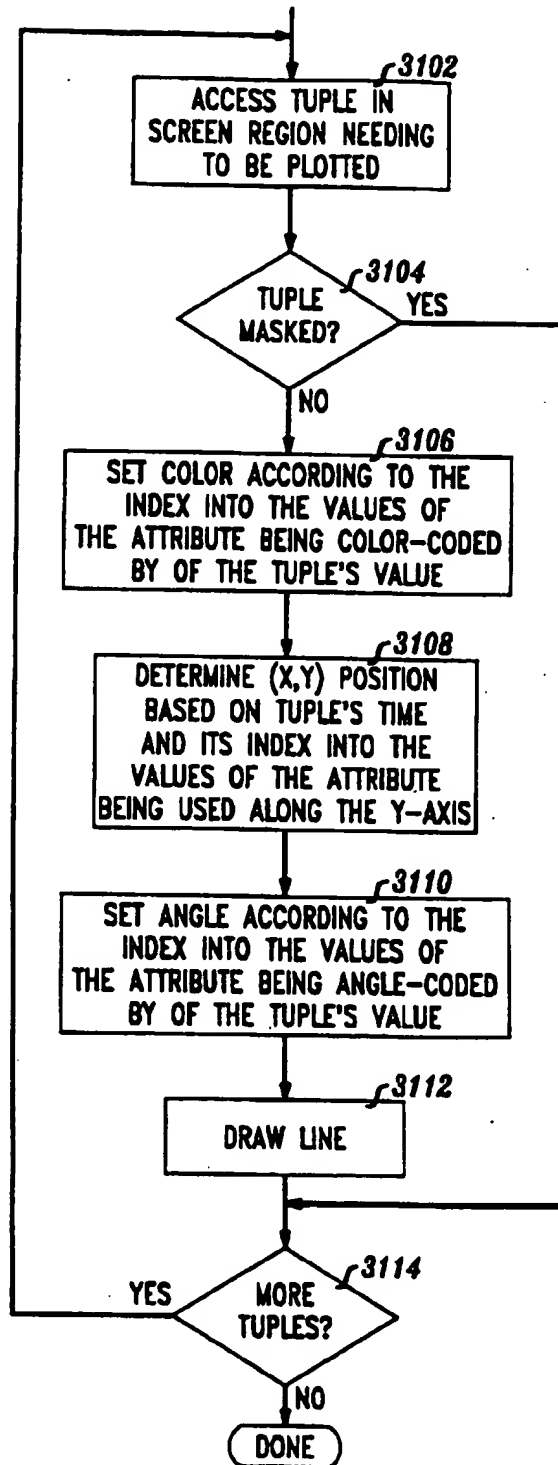 3102
ACCESS TUPLE IN
SCREEN REGION NEEDING
TO BE PLOTTED
3104
TUPLE
MASKED?
YES
NO
3106
SET COLOR ACCORDING TO THE
INDEX INTO THE VALUES OF
THE ATTRIBUTE BEING COLOR-CODED
BY OF THE TUPLE'S VALUE
3108
DETERMINE (X,Y) POSITION
BASED ON TUPLE'S TIME
AND ITS INDEX INTO THE
VALUES OF THE ATTRIBUTE
BEING USED ALONG THE Y-AXIS
3110
SET ANGLE ACCORDING TO THE
INDEX INTO THE VALUES OF
THE ATTRIBUTE BEING ANGLE-CODED
BY OF THE TUPLE'S VALUE
3112
DRAW LINE
3114
YES
MORE
TUPLES?
NO
DONE